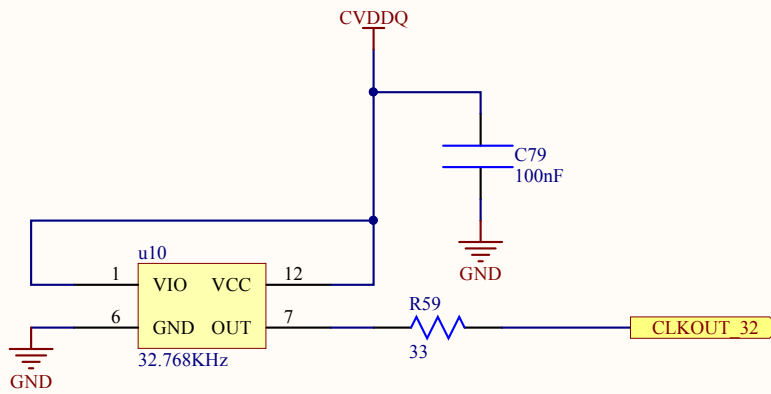 CVDDQ
C79
100nF
GND
u10
1 VIO VCC 12
6 GND OUT 7
32.768KHz
GND
R59
33
CLKOUT_32